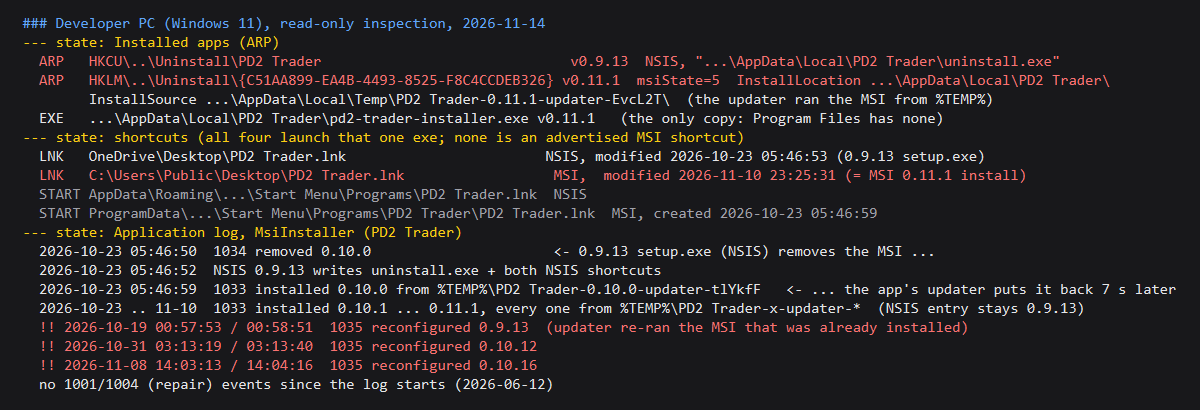 ### Developer PC (Windows 11), read-only inspection, 2026-11-14
--- state: Installed apps (ARP)
ARP HKCU\..\Uninstall\PD2 Trader v0.9.13 NSIS, "...\AppData\Local\PD2 Trader\uninstall.exe"
ARP HKLM\..\Uninstall\{C51AA899-EA4B-4493-8525-F8C4CCDEB326} v0.11.1 msiState=5 InstallLocation ...\AppData\Local\PD2 Trader\
InstallSource ...\AppData\Local\Temp\PD2 Trader-0.11.1-updater-EvcL2T\ (the updater ran the MSI from %TEMP%)
EXE ...\AppData\Local\PD2 Trader\pd2-trader-installer.exe v0.11.1 (the only copy: Program Files has none)
--- state: shortcuts (all four launch that one exe; none is an advertised MSI shortcut)
LNK OneDrive\Desktop\PD2 Trader.lnk NSIS, modified 2026-10-23 05:46:53 (0.9.13 setup.exe)
LNK C:\Users\Public\Desktop\PD2 Trader.lnk MSI, modified 2026-11-10 23:25:31 (= MSI 0.11.1 install)
START AppData\Roaming\...\Start Menu\Programs\PD2 Trader.lnk NSIS
START ProgramData\...\Start Menu\Programs\PD2 Trader\PD2 Trader.lnk MSI, created 2026-10-23 05:46:59
--- state: Application log, MsiInstaller (PD2 Trader)
2026-10-23 05:46:50 1034 removed 0.10.0 <- 0.9.13 setup.exe (NSIS) removes the MSI ...
2026-10-23 05:46:52 NSIS 0.9.13 writes uninstall.exe + both NSIS shortcuts
2026-10-23 05:46:59 1033 installed 0.10.0 from %TEMP%\PD2 Trader-0.10.0-updater-tlYkfF <- ... the app's updater puts it back 7 s later
2026-10-23 .. 11-10 1033 installed 0.10.1 ... 0.11.1, every one from %TEMP%\PD2 Trader-x-updater-* (NSIS entry stays 0.9.13)
!! 2026-10-19 00:57:53 / 00:58:51 1035 reconfigured 0.9.13 (updater re-ran the MSI that was already installed)
!! 2026-10-31 03:13:19 / 03:13:40 1035 reconfigured 0.10.12
!! 2026-11-08 14:03:13 / 14:04:16 1035 reconfigured 0.10.16
no 1001/1004 (repair) events since the log starts (2026-06-12)